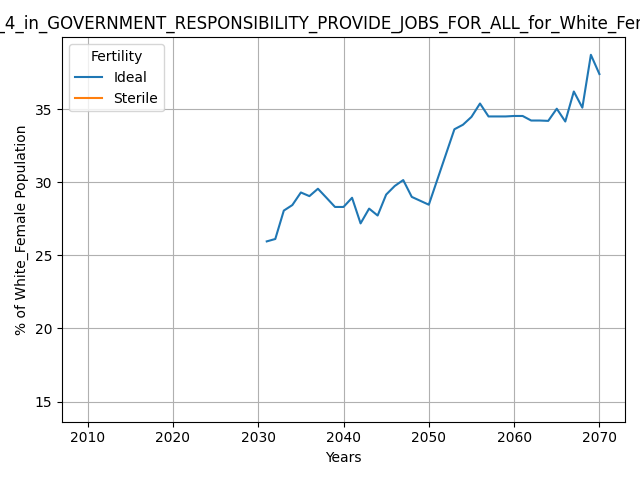 _4_in_GOVERNMENT_RESPONSIBILITY_PROVIDE_JOBS_FOR_ALL_for_White_Fe
Fertility
Ideal
Sterile
% of White_Female Population
35
30
25
20
15
2010 2020 2030 2040 2050 2060 2070
Years